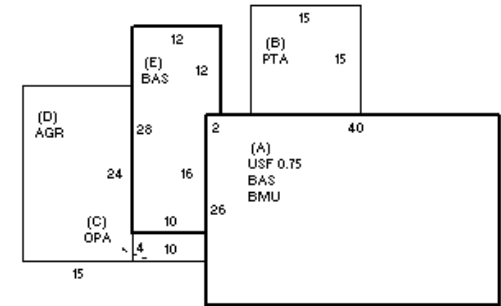 15
12
(B)
PTA
15
(E)
BAS
12
(D)
AGR
28
2
40
(A)
USF 0.75
BAS
BMU
24
16
26
(C)
OPA
10
4
10
15